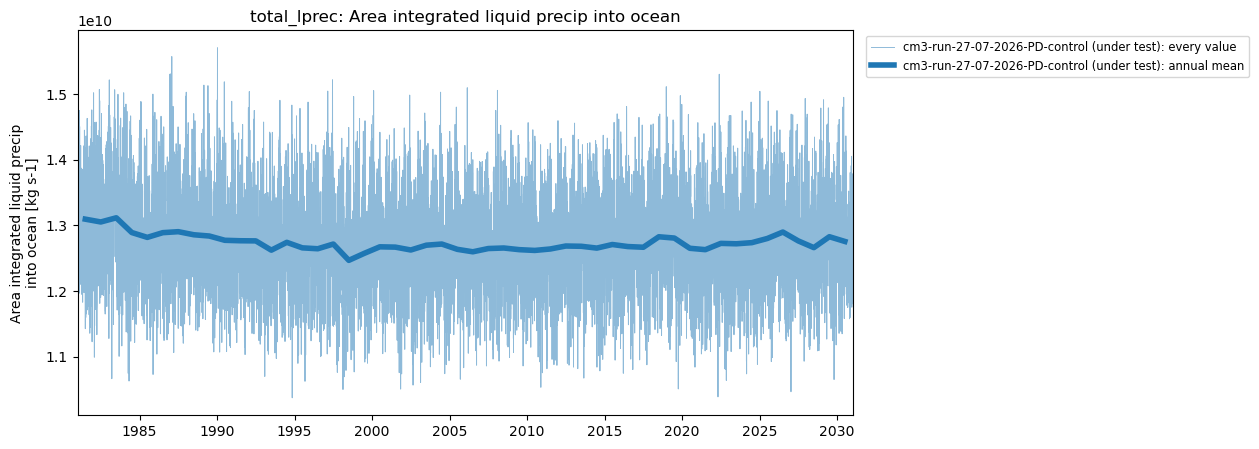 total_lprec: Area integrated liquid precip into ocean
1e10
cm3-run-27-07-2026-PD-control (under test): every value
cm3-run-27-07-2026-PD-control (under test): annual mean
Area integrated liquid precip
into ocean [kg s-1]
1.5
1.4
1.3
1.2
1.1
1985 1990 1995 2000 2005 2010 2015 2020 2025 2030